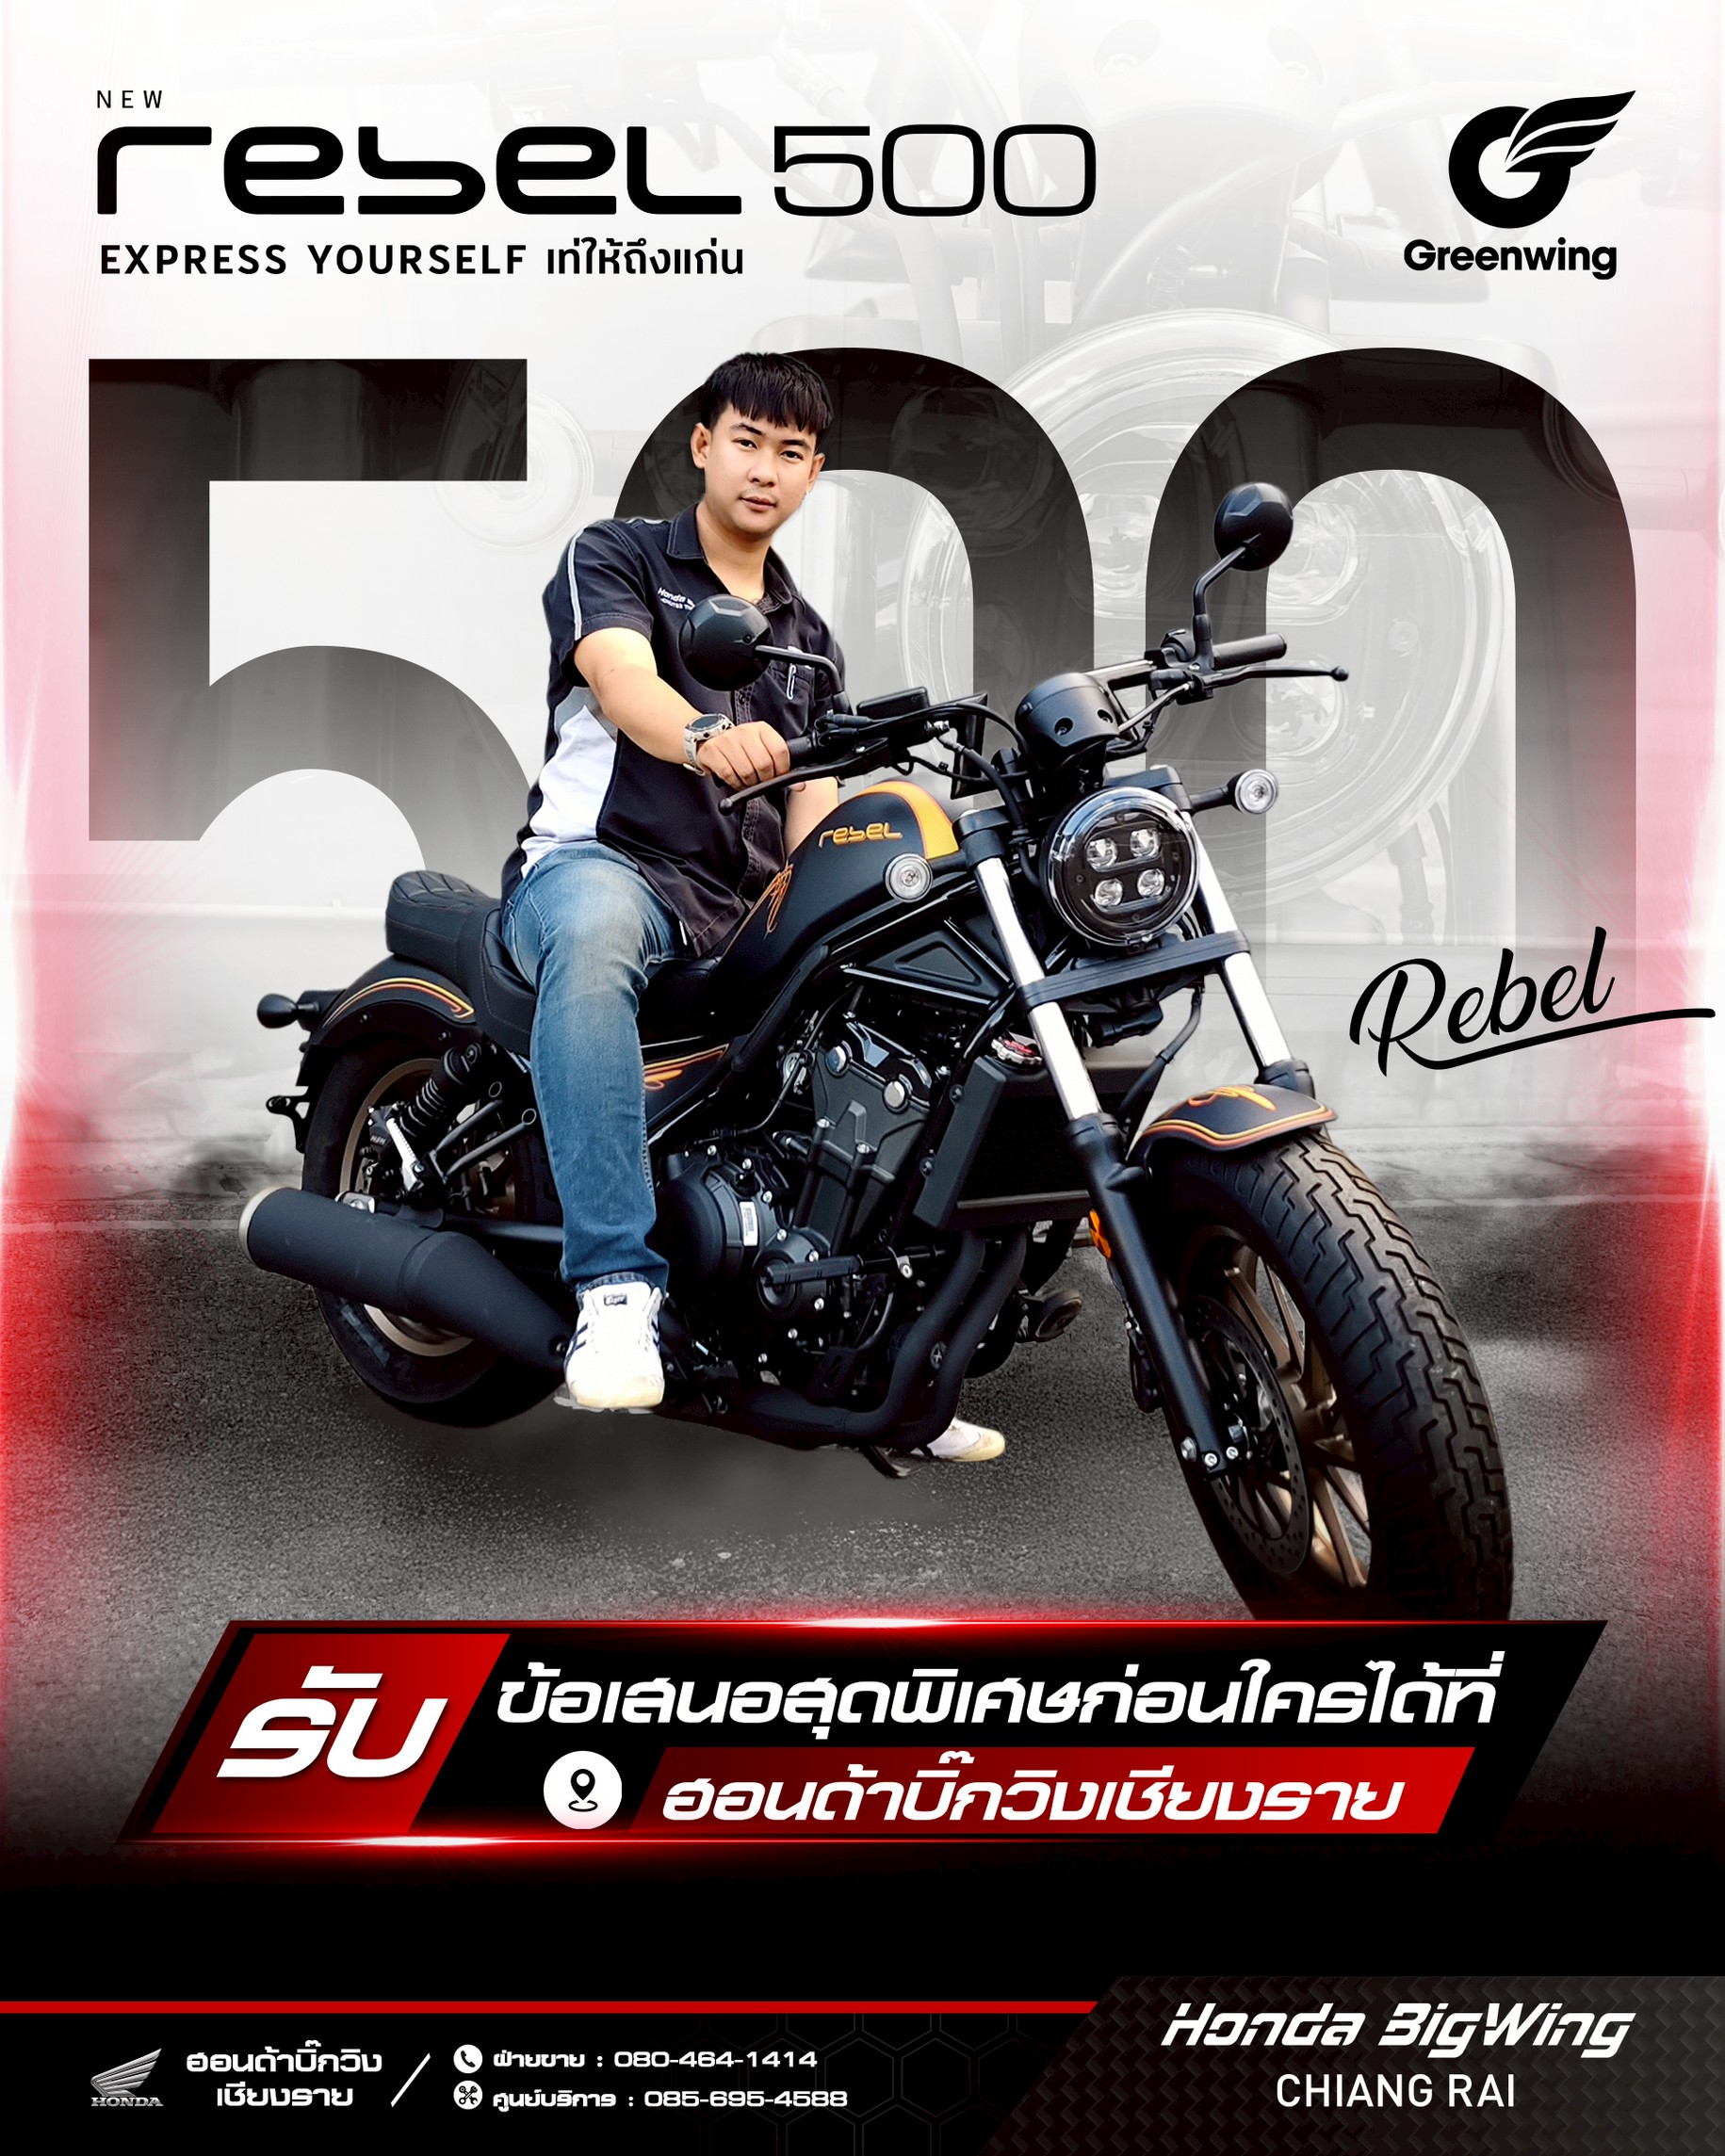 NEW
rebel 500
EXPRESS YOURSELF เท่ให้ถึงแก่น
Greenwing
500
Honda
rebel
Rebel
รับ
ข้อเสนอสุดพิเศษก่อนใครได้ที่
ฮอนด้าบิ๊กวิงเชียงราย
Honda BigWing
CHIANG RAI
HONDA
ฮอนด้าบิ๊กวิง
เชียงราย
ฝ่ายขาย : 080-464-1414
ศูนย์บริการ : 085-695-4588